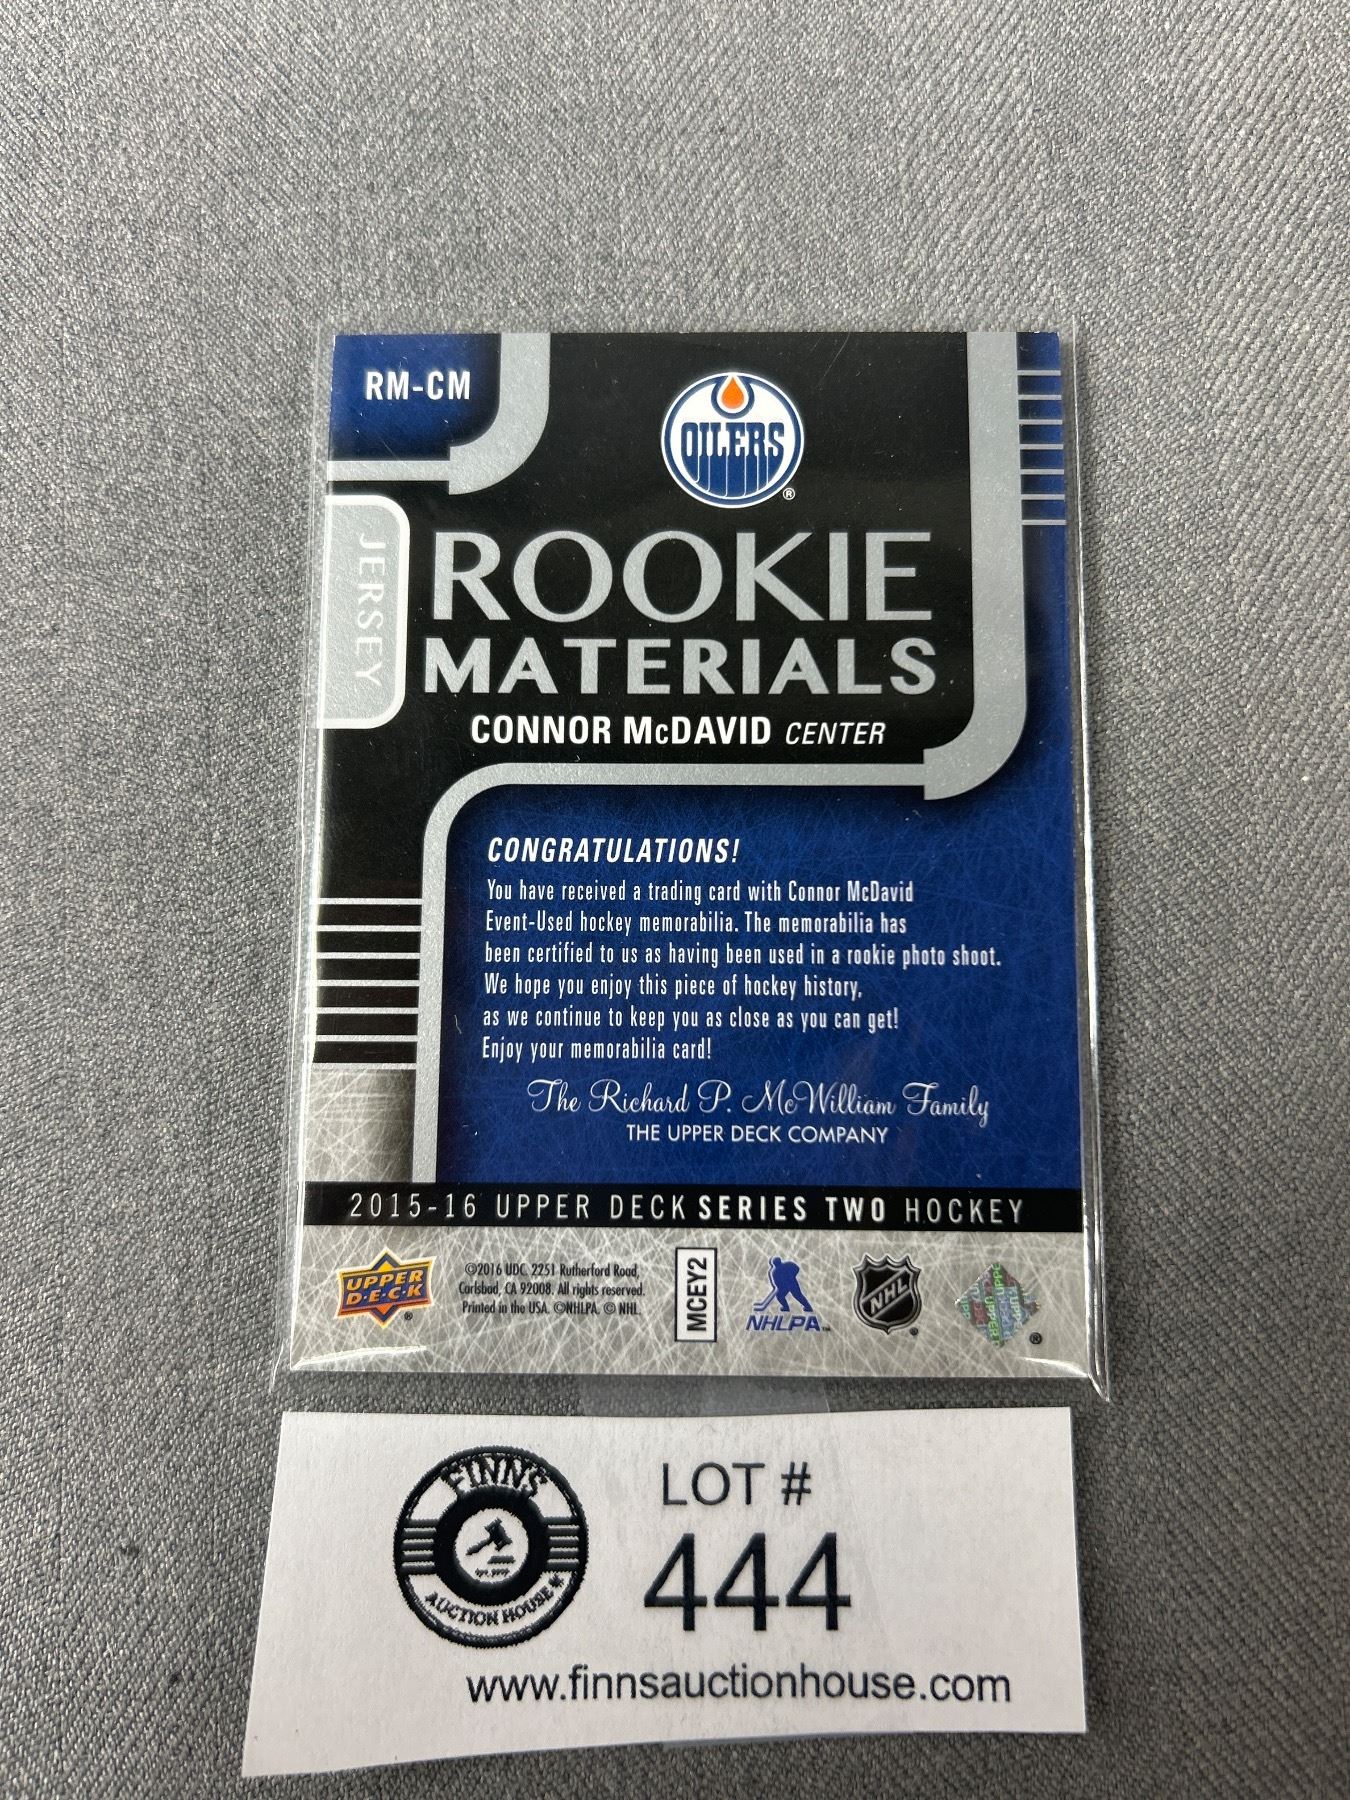 RM-CM
OILERS
®
JERSEY
ROOKIE
MATERIALS
CONNOR McDAVID CENTER
CONGRATULATIONS!
You have received a trading card with Connor McDavid
Event-Used hockey memorabilia. The memorabilia has
been certified to us as having been used in a rookie photo shoot.
We hope you enjoy this piece of hockey history,
as we continue to keep you as close as you can get!
Enjoy your memorabilia card!
The Richard P. McWilliam Family
THE UPPER DECK COMPANY
2015-16 UPPER DECK SERIES TWO HOCKEY
UPPER
D·E·C·K
®
©2016 UDC. 2251 Rutherford Road,
Carlsbad, CA 92008. All rights reserved.
Printed in the USA. ©NHLPA. © NHL.
MCEY2
NHLPA™
NHL
®
®
FINNS
AUCTION HOUSE
LOT #
444
www.finnsauctionhouse.com